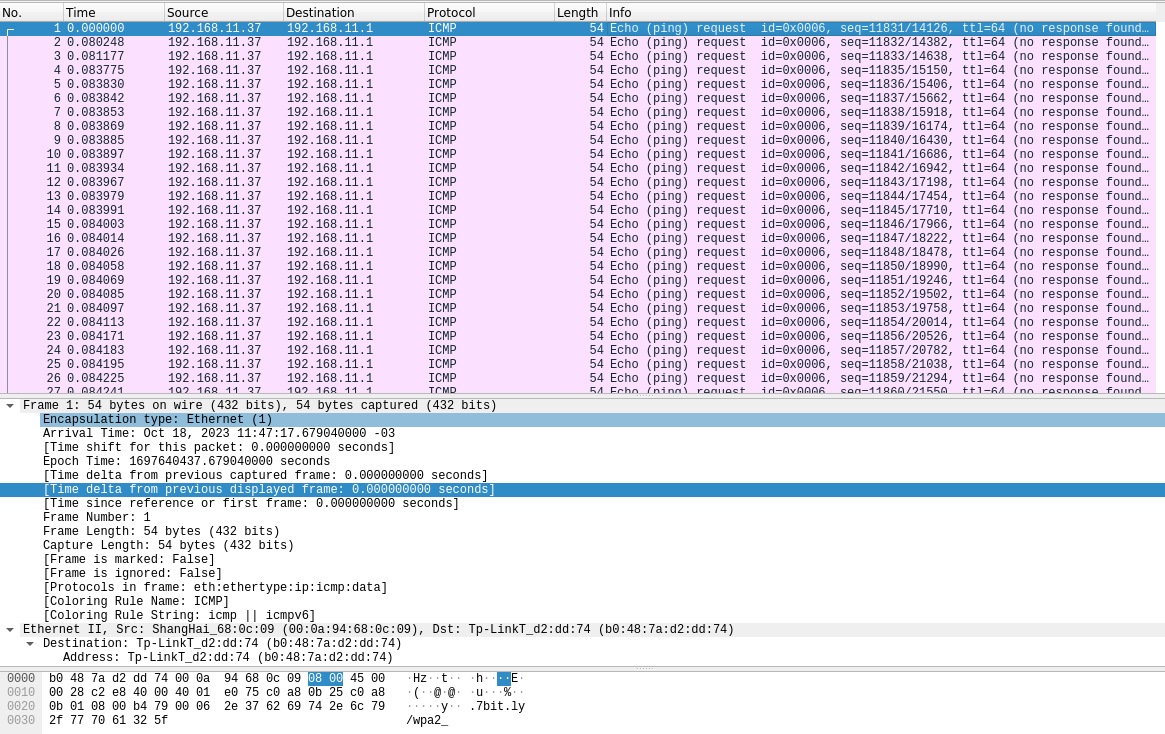 No. Time Source Destination Protocol Length Info
1 0.000000 192.168.11.37 192.168.11.1 ICMP 54 Echo (ping) request id=0x0006, seq=11831/14126, ttl=64 (no response found…
2 0.080248 192.168.11.37 192.168.11.1 ICMP 54 Echo (ping) request id=0x0006, seq=11832/14382, ttl=64 (no response found…
3 0.081177 192.168.11.37 192.168.11.1 ICMP 54 Echo (ping) request id=0x0006, seq=11833/14638, ttl=64 (no response found…
4 0.083775 192.168.11.37 192.168.11.1 ICMP 54 Echo (ping) request id=0x0006, seq=11835/15150, ttl=64 (no response found…
5 0.083830 192.168.11.37 192.168.11.1 ICMP 54 Echo (ping) request id=0x0006, seq=11836/15406, ttl=64 (no response found…
6 0.083842 192.168.11.37 192.168.11.1 ICMP 54 Echo (ping) request id=0x0006, seq=11837/15662, ttl=64 (no response found…
7 0.083853 192.168.11.37 192.168.11.1 ICMP 54 Echo (ping) request id=0x0006, seq=11838/15918, ttl=64 (no response found…
8 0.083869 192.168.11.37 192.168.11.1 ICMP 54 Echo (ping) request id=0x0006, seq=11839/16174, ttl=64 (no response found…
9 0.083885 192.168.11.37 192.168.11.1 ICMP 54 Echo (ping) request id=0x0006, seq=11840/16430, ttl=64 (no response found…
10 0.083897 192.168.11.37 192.168.11.1 ICMP 54 Echo (ping) request id=0x0006, seq=11841/16686, ttl=64 (no response found…
11 0.083934 192.168.11.37 192.168.11.1 ICMP 54 Echo (ping) request id=0x0006, seq=11842/16942, ttl=64 (no response found…
12 0.083967 192.168.11.37 192.168.11.1 ICMP 54 Echo (ping) request id=0x0006, seq=11843/17198, ttl=64 (no response found…
13 0.083979 192.168.11.37 192.168.11.1 ICMP 54 Echo (ping) request id=0x0006, seq=11844/17454, ttl=64 (no response found…
14 0.083991 192.168.11.37 192.168.11.1 ICMP 54 Echo (ping) request id=0x0006, seq=11845/17710, ttl=64 (no response found…
15 0.084003 192.168.11.37 192.168.11.1 ICMP 54 Echo (ping) request id=0x0006, seq=11846/17966, ttl=64 (no response found…
16 0.084014 192.168.11.37 192.168.11.1 ICMP 54 Echo (ping) request id=0x0006, seq=11847/18222, ttl=64 (no response found…
17 0.084026 192.168.11.37 192.168.11.1 ICMP 54 Echo (ping) request id=0x0006, seq=11848/18478, ttl=64 (no response found…
18 0.084058 192.168.11.37 192.168.11.1 ICMP 54 Echo (ping) request id=0x0006, seq=11850/18990, ttl=64 (no response found…
19 0.084069 192.168.11.37 192.168.11.1 ICMP 54 Echo (ping) request id=0x0006, seq=11851/19246, ttl=64 (no response found…
20 0.084085 192.168.11.37 192.168.11.1 ICMP 54 Echo (ping) request id=0x0006, seq=11852/19502, ttl=64 (no response found…
21 0.084097 192.168.11.37 192.168.11.1 ICMP 54 Echo (ping) request id=0x0006, seq=11853/19758, ttl=64 (no response found…
22 0.084113 192.168.11.37 192.168.11.1 ICMP 54 Echo (ping) request id=0x0006, seq=11854/20014, ttl=64 (no response found…
23 0.084171 192.168.11.37 192.168.11.1 ICMP 54 Echo (ping) request id=0x0006, seq=11856/20526, ttl=64 (no response found…
24 0.084183 192.168.11.37 192.168.11.1 ICMP 54 Echo (ping) request id=0x0006, seq=11857/20782, ttl=64 (no response found…
25 0.084195 192.168.11.37 192.168.11.1 ICMP 54 Echo (ping) request id=0x0006, seq=11858/21038, ttl=64 (no response found…
26 0.084225 192.168.11.37 192.168.11.1 ICMP 54 Echo (ping) request id=0x0006, seq=11859/21294, ttl=64 (no response found…
27 0.084241 192.168.11.37 192.168.11.1 ICMP 54 Echo (ping) request id=0x0006, seq=11860/21550, ttl=64 (no response found…
Frame 1: 54 bytes on wire (432 bits), 54 bytes captured (432 bits)
Encapsulation type: Ethernet (1)
Arrival Time: Oct 18, 2023 11:47:17.679040000 -03
[Time shift for this packet: 0.000000000 seconds]
Epoch Time: 1697640437.679040000 seconds
[Time delta from previous captured frame: 0.000000000 seconds]
[Time delta from previous displayed frame: 0.000000000 seconds]
[Time since reference or first frame: 0.000000000 seconds]
Frame Number: 1
Frame Length: 54 bytes (432 bits)
Capture Length: 54 bytes (432 bits)
[Frame is marked: False]
[Frame is ignored: False]
[Protocols in frame: eth:ethertype:ip:icmp:data]
[Coloring Rule Name: ICMP]
[Coloring Rule String: icmp || icmpv6]
Ethernet II, Src: ShangHai_68:0c:09 (00:0a:94:68:0c:09), Dst: Tp-LinkT_d2:dd:74 (b0:48:7a:d2:dd:74)
Destination: Tp-LinkT_d2:dd:74 (b0:48:7a:d2:dd:74)
Address: Tp-LinkT_d2:dd:74 (b0:48:7a:d2:dd:74)
0000 b0 48 7a d2 dd 74 00 0a 94 68 0c 09 08 00 45 00 ·Hz··t·· ·h····E·
0010 00 28 c2 e8 40 00 40 01 e0 75 c0 a8 0b 25 c0 a8 ·(··@·@· ·u···%··
0020 0b 01 08 00 b4 79 00 06 2e 37 62 69 74 2e 6c 79 ·····y·· .7bit.ly
0030 2f 77 70 61 32 5f /wpa2_